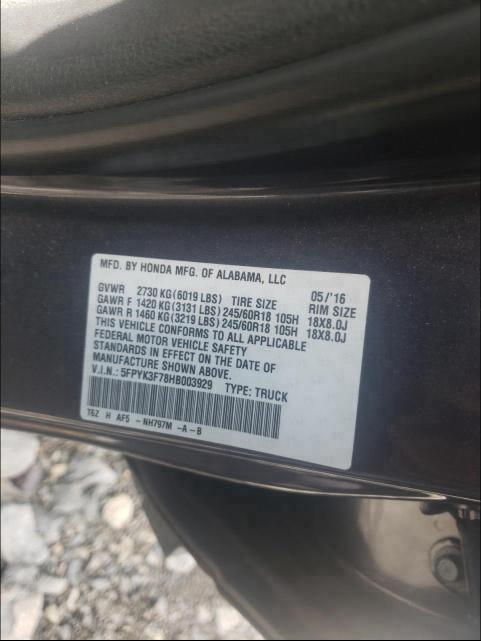 MFD. BY HONDA MFG. OF ALABAMA, LLC
05/'16
GVWR 2730 KG(6019 LBS) TIRE SIZE RIM SIZE
GAWR F 1420 KG(3131 LBS) 245/60R18 105H 18X8.0J
GAWR R 1460 KG(3219 LBS) 245/60R18 105H 18X8.0J
THIS VEHICLE CONFORMS TO ALL APPLICABLE
FEDERAL MOTOR VEHICLE SAFETY
STANDARDS IN EFFECT ON THE DATE OF
MANUFACTURE SHOWN ABOVE.
V.I.N.: 5FPYK3F78HB003929 TYPE: TRUCK
T6Z H AF5 - NH797M -A -B